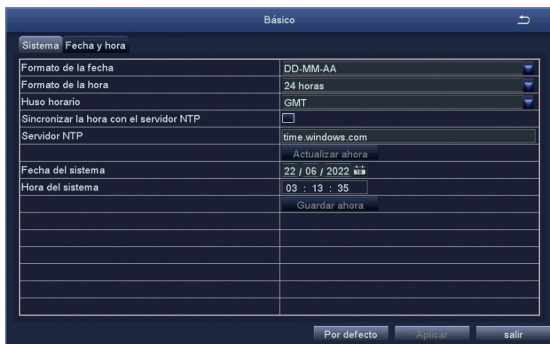 Básico
Sistema Fecha y hora
Formato de la fecha DD-MM-AA
Formato de la hora 24 horas
Huso horario GMT
Sincronizar la hora con el servidor NTP
Servidor NTP time.windows.com
Actualizar ahora
Fecha del sistema 22 / 06 / 2022 18
Hora del sistema 03 : 13 : 35
Guardar ahora
Por defecto Aplicar salir